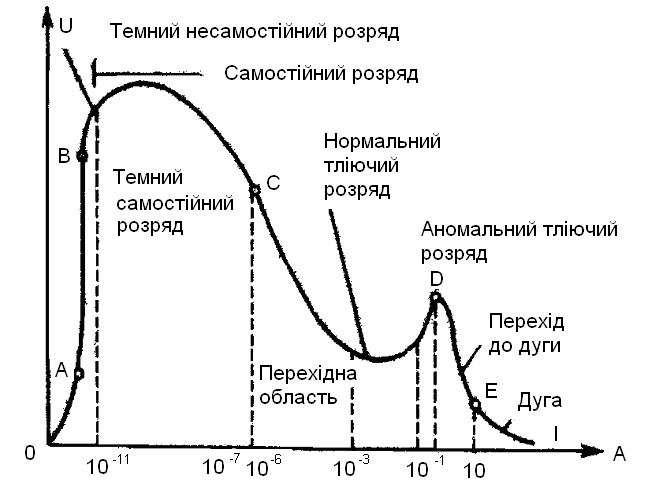 U
Темний несамостійний розряд
Самостійний розряд
Нормальний
тліючий
розряд
B
Темний
самостійний
розряд
C
Аномальний тліючий
розряд
D
Перехід
до дуги
A
Перехідна
область
E
Дуга
0
I
A
10⁻¹¹
10⁻⁷
10⁻⁶
10⁻³
10⁻¹
10